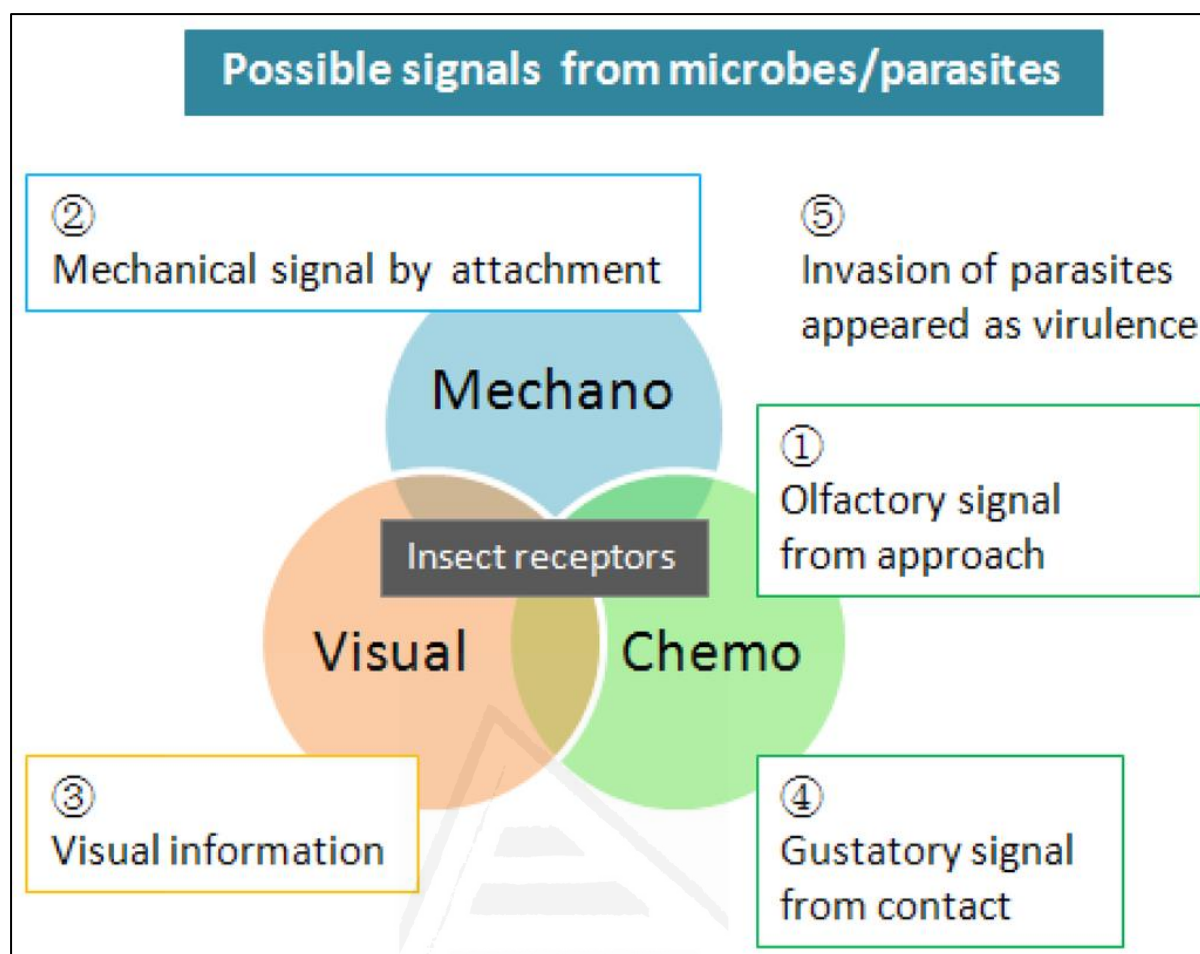 Possible signals from microbes/parasites
②
Mechanical signal by attachment
⑤
Invasion of parasites
appeared as virulence
Mechano
①
Olfactory signal
from approach
Insect receptors
Visual
Chemo
③
Visual information
④
Gustatory signal
from contact